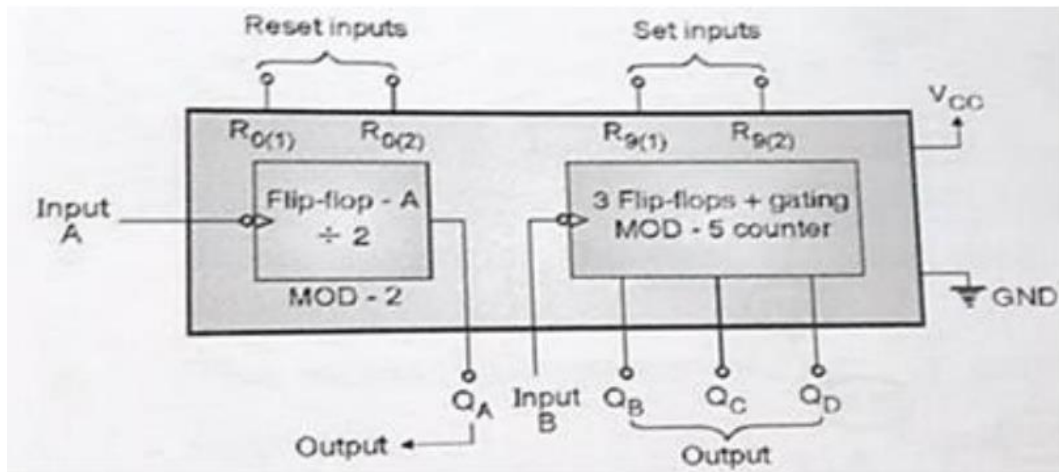 Reset inputs
Set inputs
VCC
R0(1)
R0(2)
R9(1)
R9(2)
Input
A
Flip-flop - A
÷ 2
MOD - 2
3 Flip-flops + gating
MOD - 5 counter
GND
QA
Input
B
QB
QC
QD
Output
Output